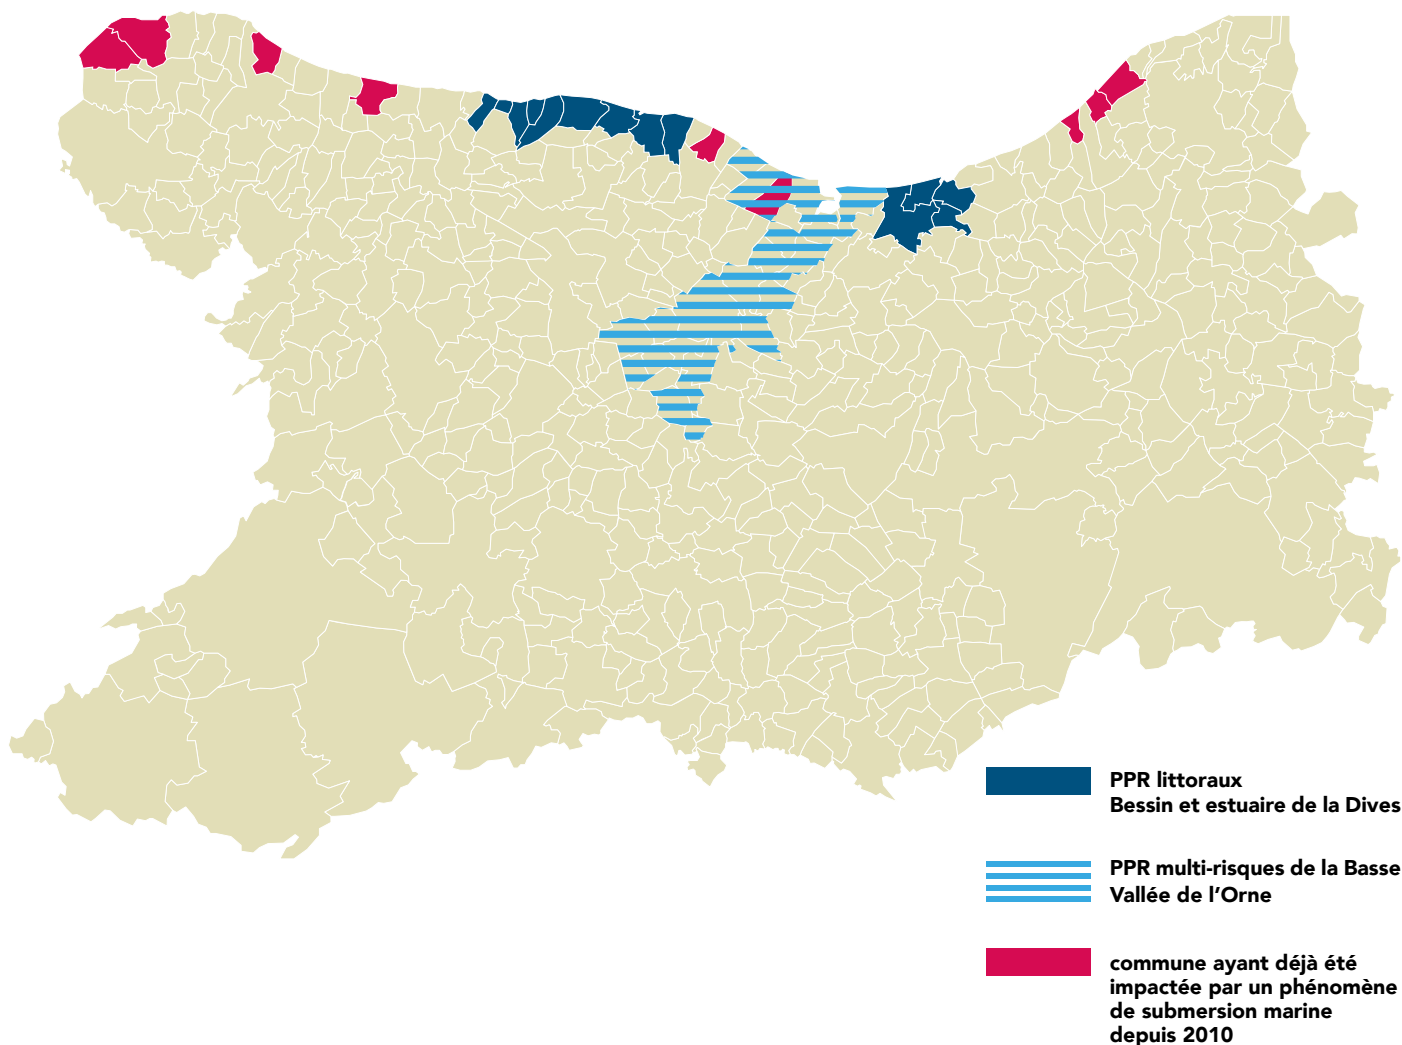 PPR littoraux
Bessin et estuaire de la Dives
PPR multi-risques de la Basse
Vallée de l’Orne
commune ayant déjà été
impactée par un phénomène
de submersion marine
depuis 2010